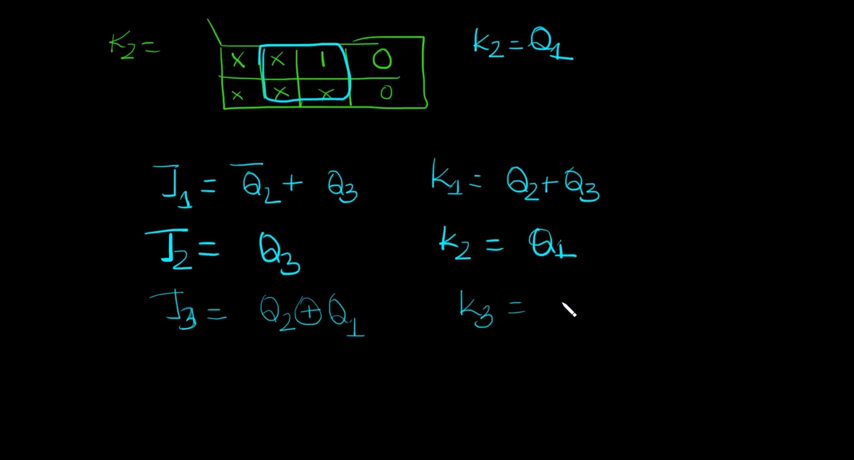 K₂ =
X X 1 0
X X X 0
K₂ = Q₁
J₁ = Q̅₂ + Q₃
K₁ = Q₂ + Q₃
J₂ = Q₃
K₂ = Q₁
J₃ = Q₂ ⊕ Q₁
K₃ =